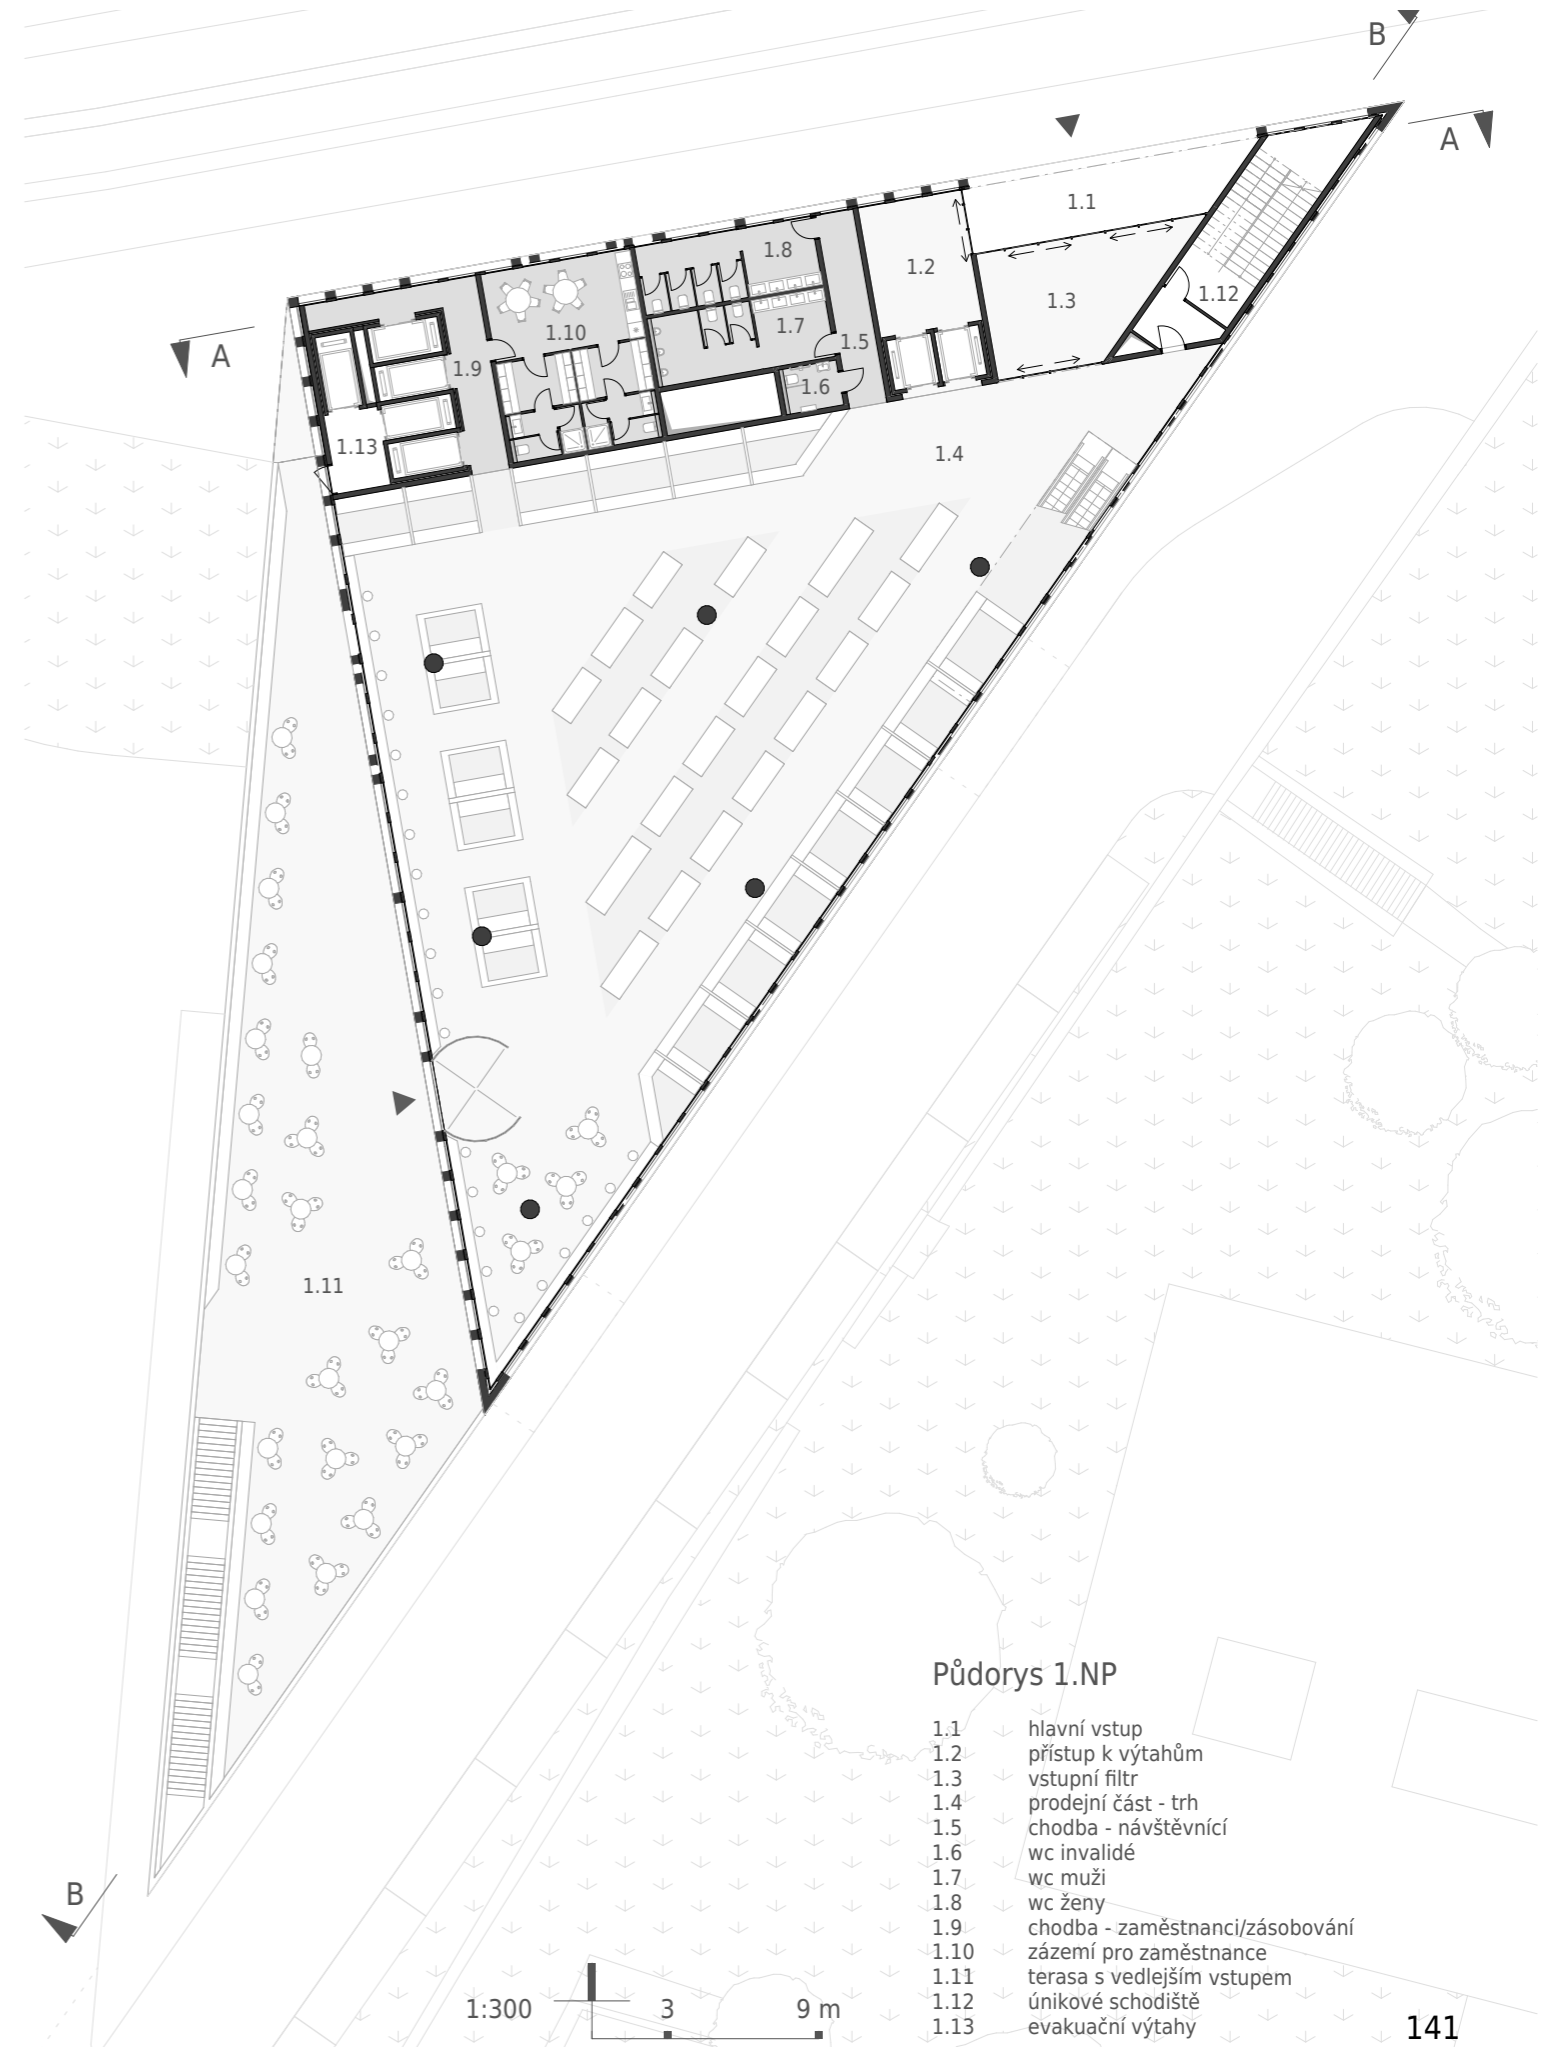 B
A
1.1
1.8
1.2
1.3
1.12
1.10
1.7
1.5
A
1.9
1.6
1.13
1.4
1.11
Půdorys 1.NP
1.1 hlavní vstup
1.2 přístup k výtahům
1.3 vstupní filtr
1.4 prodejní část - trh
1.5 chodba - návštěvnící
1.6 wc invalidé
1.7 wc muži
1.8 wc ženy
1.9 chodba - zaměstnanci/zásobování
1.10 zázemí pro zaměstnance
1.11 terasa s vedlejším vstupem
1.12 únikové schodiště
1.13 evakuační výtahy
B
1:300 3 9 m
141